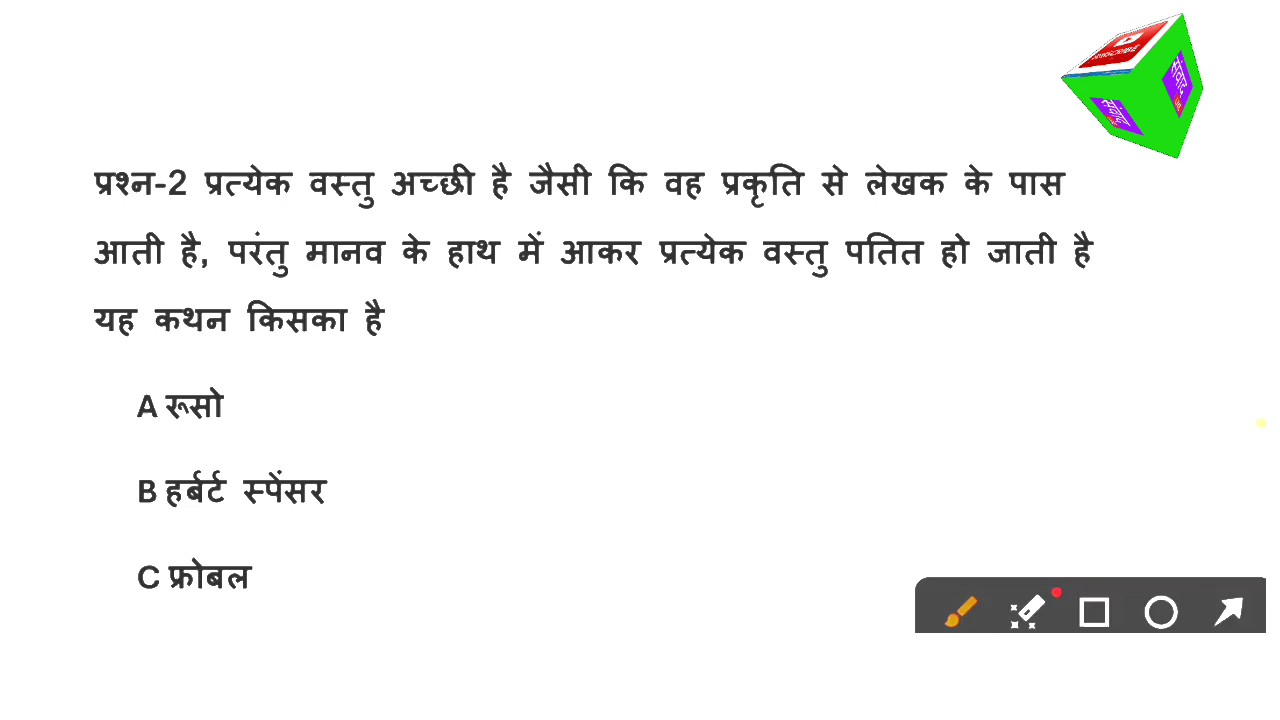 प्रश्न-2 प्रत्येक वस्तु अच्छी है जैसी कि वह प्रकृति से लेखक के पास
आती है, परंतु मानव के हाथ में आकर प्रत्येक वस्तु पतित हो जाती है
यह कथन किसका है
A रूसो
B हर्बर्ट स्पेंसर
C फ्रोबल